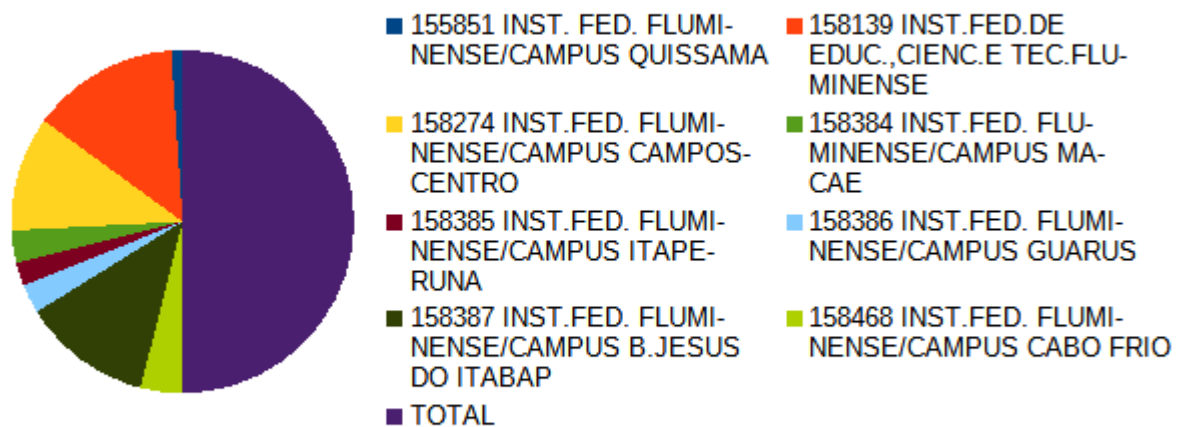 155851 INST. FED. FLUMI-
NENSE/CAMPUS QUISSAMA
158139 INST.FED.DE
EDUC.,CIENC.E TEC.FLU-
MINENSE
158274 INST.FED. FLUMI-
NENSE/CAMPUS CAMPOS-
CENTRO
158384 INST.FED. FLU-
MINENSE/CAMPUS MA-
CAE
158385 INST.FED. FLUMI-
NENSE/CAMPUS ITAPE-
RUNA
158386 INST.FED. FLUMI-
NENSE/CAMPUS GUARUS
158387 INST.FED. FLUMI-
NENSE/CAMPUS B.JESUS
DO ITABAP
158468 INST.FED. FLUMI-
NENSE/CAMPUS CABO FRIO
TOTAL